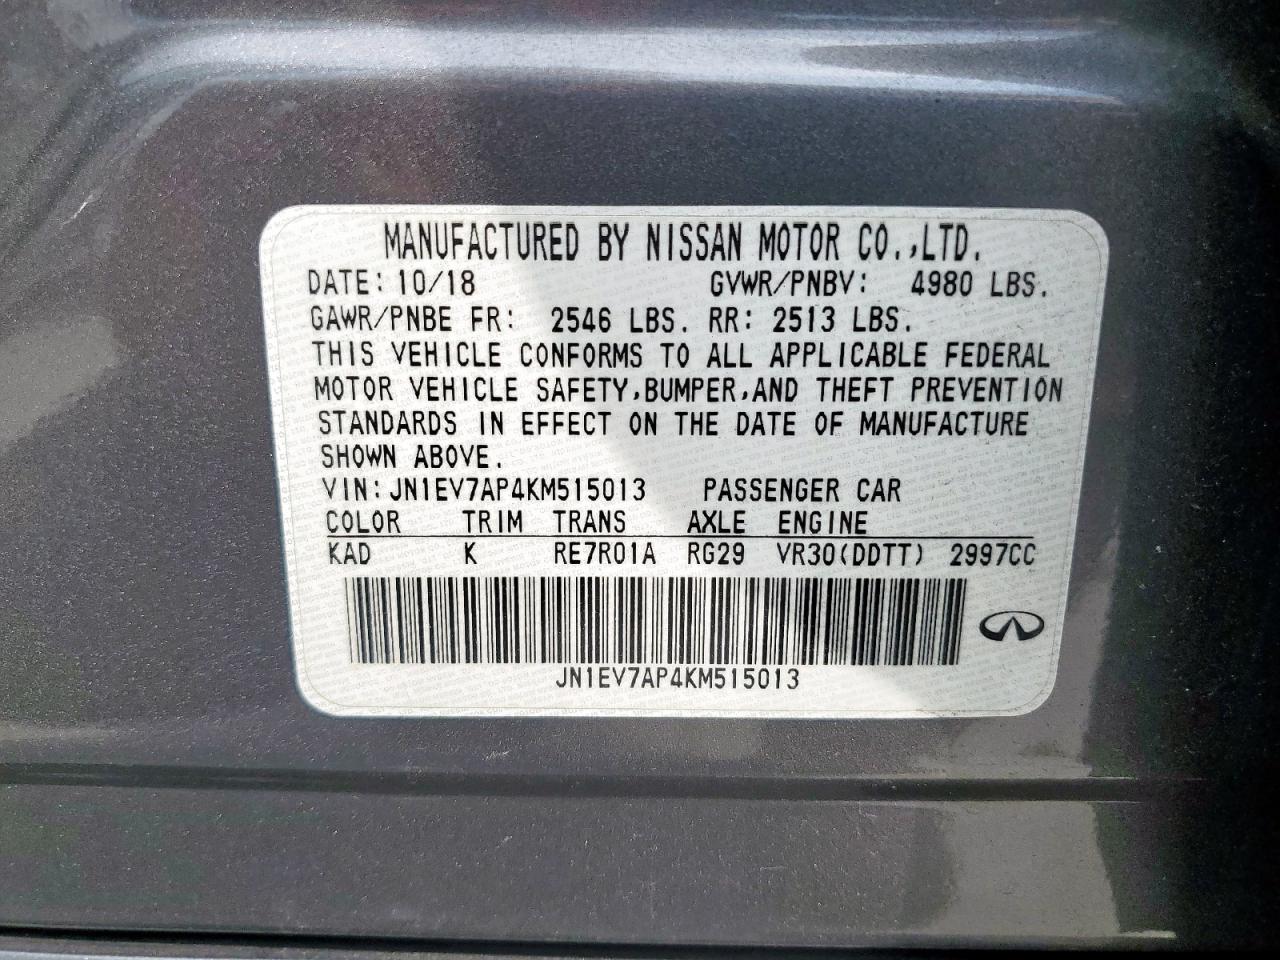 MANUFACTURED BY NISSAN MOTOR CO.,LTD.
DATE: 10/18 GVWR/PNBV: 4980 LBS.
GAWR/PNBE FR: 2546 LBS. RR: 2513 LBS.
THIS VEHICLE CONFORMS TO ALL APPLICABLE FEDERAL
MOTOR VEHICLE SAFETY,BUMPER,AND THEFT PREVENTION
STANDARDS IN EFFECT ON THE DATE OF MANUFACTURE
SHOWN ABOVE.
VIN:JN1EV7AP4KM515013 PASSENGER CAR
COLOR TRIM TRANS AXLE ENGINE
KAD K RE7R01A RG29 VR30(DDTT) 2997CC
JN1EV7AP4KM515013